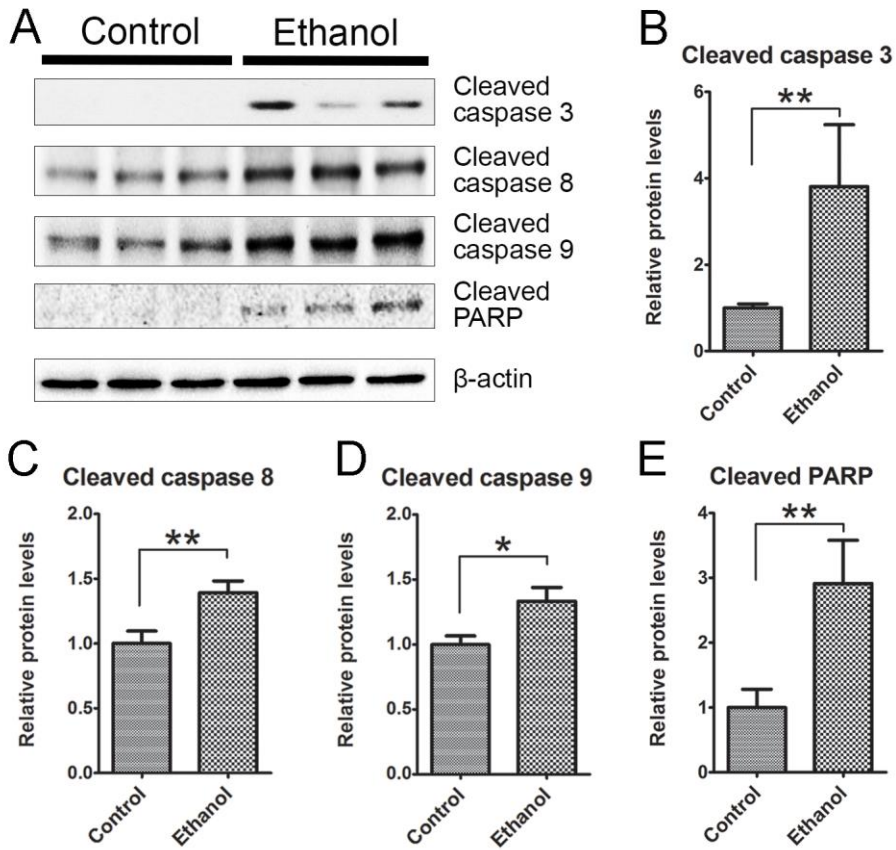 A
Control Ethanol
Cleaved
caspase 3
Cleaved
caspase 8
Cleaved
caspase 9
Cleaved
PARP
β-actin
B
Cleaved caspase 3
Relative protein levels
6
4
2
0
**
Control
Ethanol
C
Cleaved caspase 8
Relative protein levels
2.0
1.5
1.0
0.5
0.0
**
Control
Ethanol
D
Cleaved caspase 9
Relative protein levels
2.0
1.5
1.0
0.5
0.0
*
Control
Ethanol
E
Cleaved PARP
Relative protein levels
4
3
2
1
0
**
Control
Ethanol